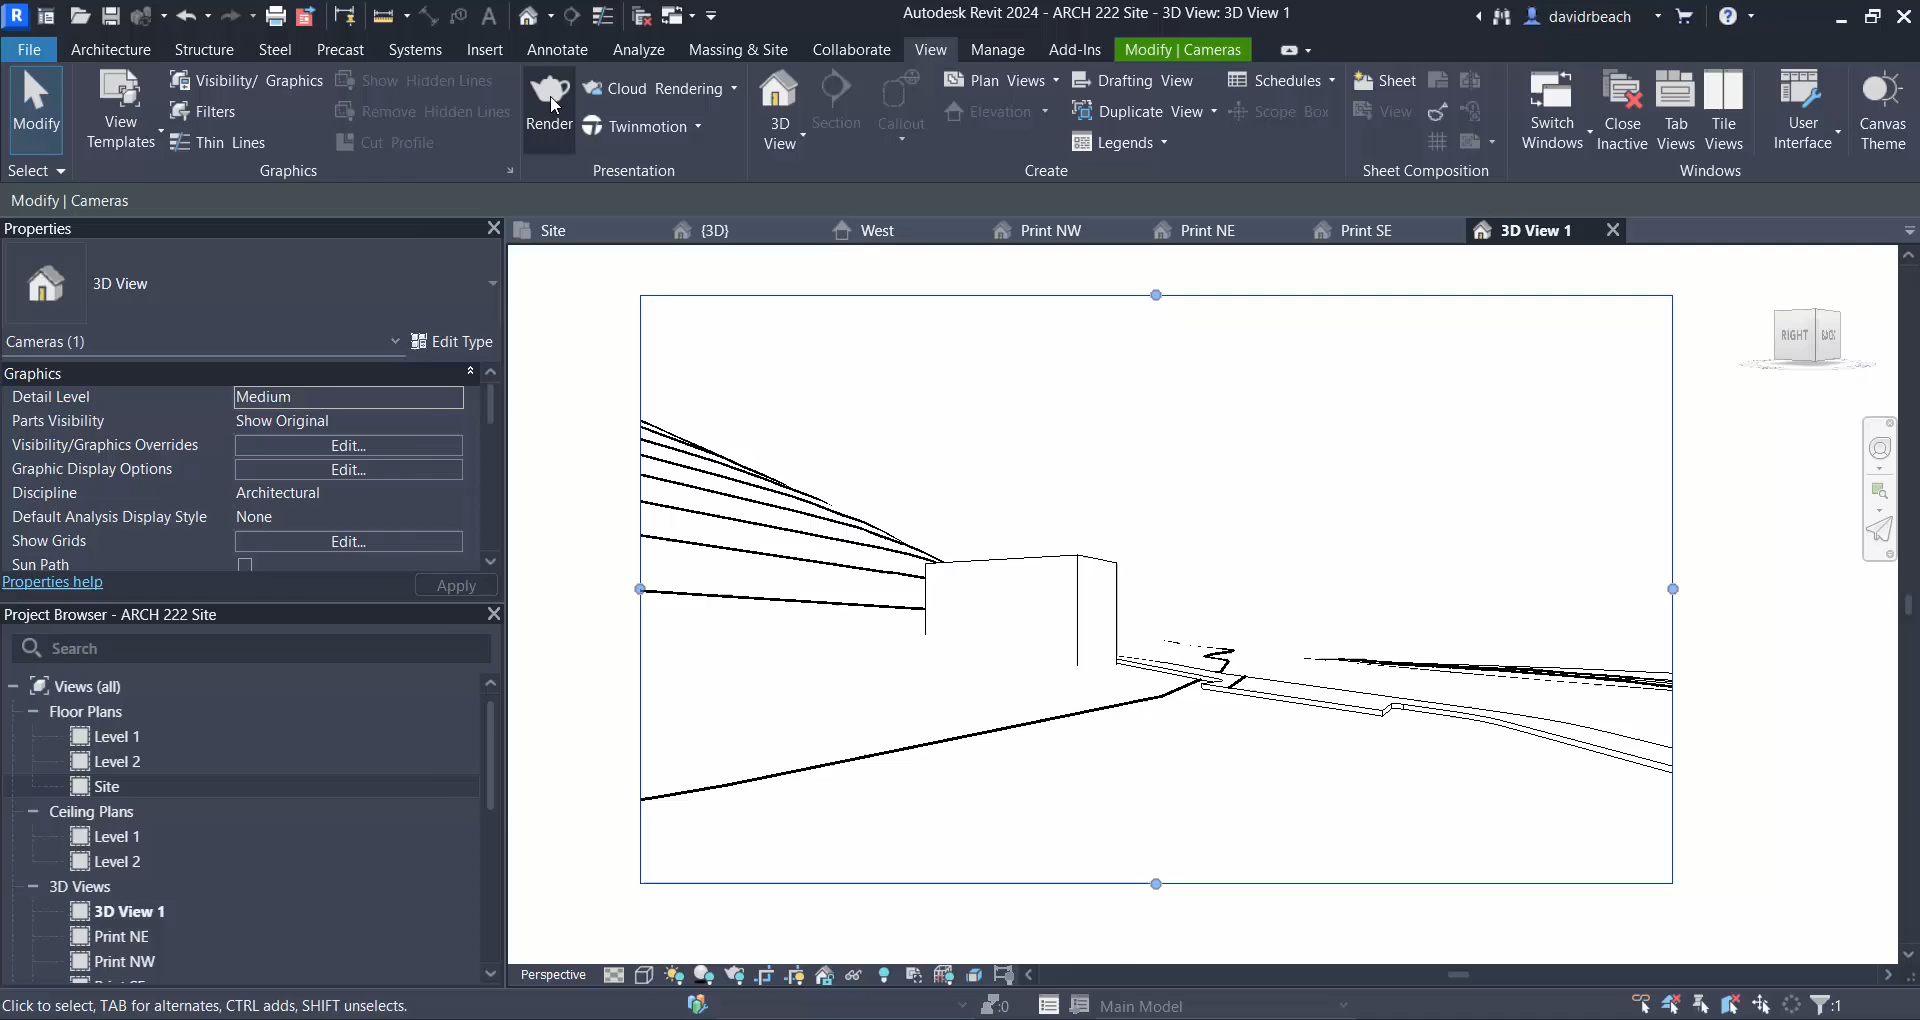 Autodesk Revit 2024 - ARCH 222 Site - 3D View: 3D View 1
davidrbeach
File Architecture Structure Steel Precast Systems Insert Annotate Analyze Massing & Site Collaborate View Manage Add-Ins Modify | Cameras
Modify
Select
View Templates
Visibility/ Graphics
Filters
Thin Lines
Show Hidden Lines
Remove Hidden Lines
Cut Profile
Graphics
Render
Cloud Rendering
Twinmotion
Presentation
3D View
Section
Callout
Plan Views
Elevation
Drafting View
Duplicate View
Legends
Schedules
Scope Box
Create
Sheet
View
Sheet Composition
Switch Windows
Close Inactive
Tab Views
Tile Views
Windows
User Interface
Canvas Theme
Modify | Cameras
Properties
3D View
Cameras (1)
Edit Type
Graphics
Detail Level Medium
Parts Visibility Show Original
Visibility/Graphics Overrides Edit...
Graphic Display Options Edit...
Discipline Architectural
Default Analysis Display Style None
Show Grids Edit...
Sun Path
Properties help
Apply
Project Browser - ARCH 222 Site
Search
Views (all)
Floor Plans
Level 1
Level 2
Site
Ceiling Plans
Level 1
Level 2
3D Views
3D View 1
Print NE
Print NW
Site {3D} West Print NW Print NE Print SE 3D View 1
RIGHT BACK
Perspective
Click to select, TAB for alternates, CTRL adds, SHIFT unselects.
:0
Main Model
:1